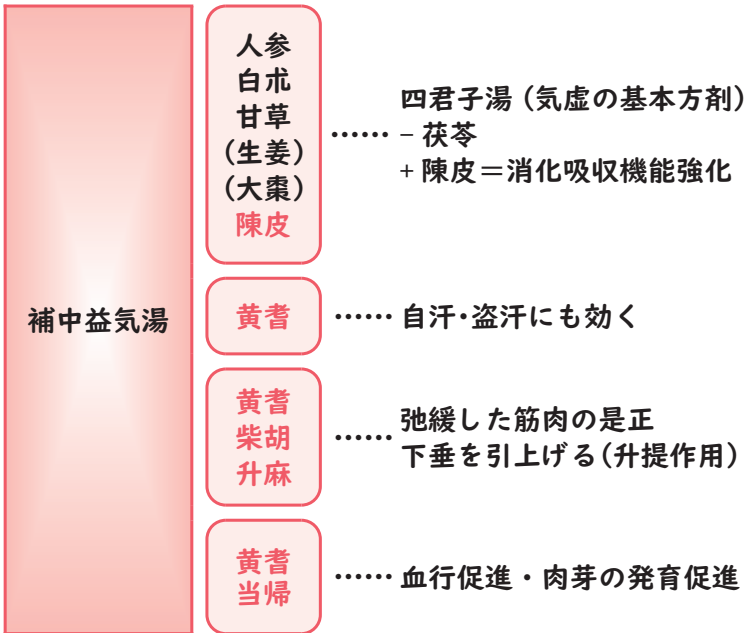 補中益気湯
人参
白朮
甘草
(生姜)
(大棗)
陳皮
…… 四君子湯(気虚の基本方剤)
− 茯苓
+ 陳皮＝消化吸収機能強化
黄耆
…… 自汗・盗汗にも効く
黄耆
柴胡
升麻
…… 弛緩した筋肉の是正
下垂を引上げる(升提作用)
黄耆
当帰
…… 血行促進・肉芽の発育促進